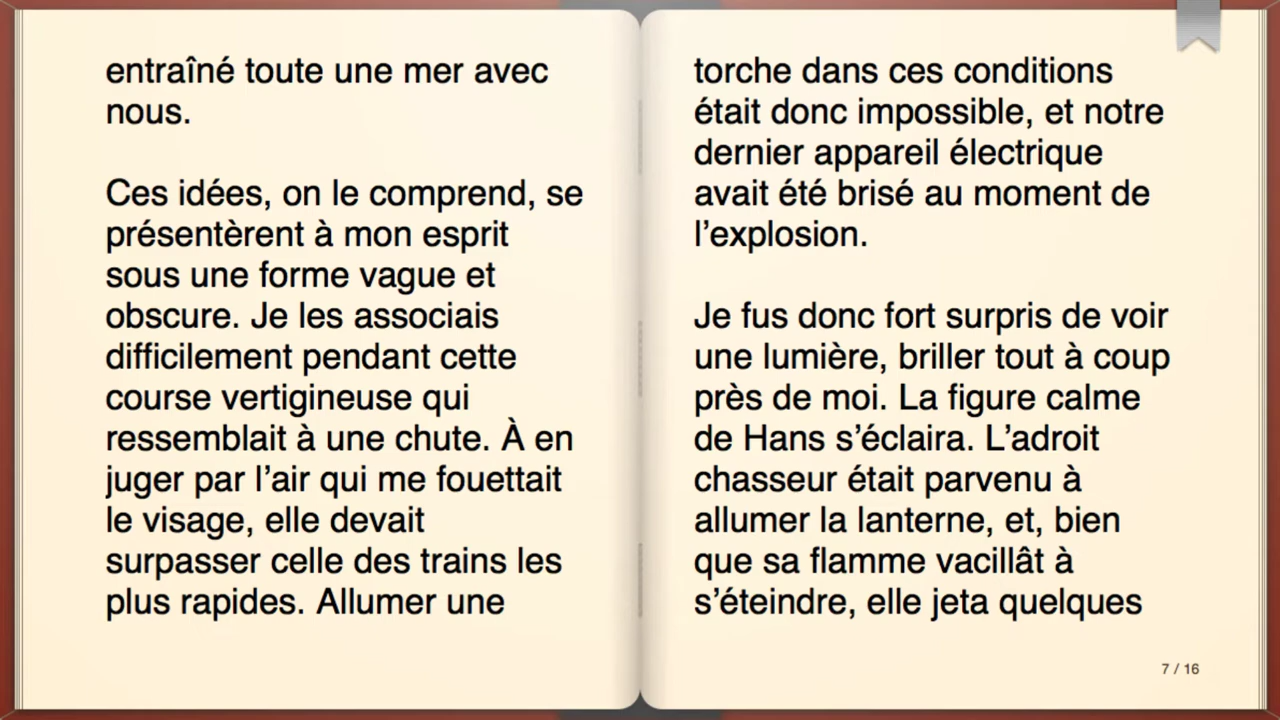 entraîné toute une mer avec
nous.
Ces idées, on le comprend, se
présentèrent à mon esprit
sous une forme vague et
obscure. Je les associais
difficilement pendant cette
course vertigineuse qui
ressemblait à une chute. À en
juger par l’air qui me fouettait
le visage, elle devait
surpasser celle des trains les
plus rapides. Allumer une
torche dans ces conditions
était donc impossible, et notre
dernier appareil électrique
avait été brisé au moment de
l’explosion.
Je fus donc fort surpris de voir
une lumière, briller tout à coup
près de moi. La figure calme
de Hans s’éclaira. L’adroit
chasseur était parvenu à
allumer la lanterne, et, bien
que sa flamme vacillât à
s’éteindre, elle jeta quelques
7 / 16